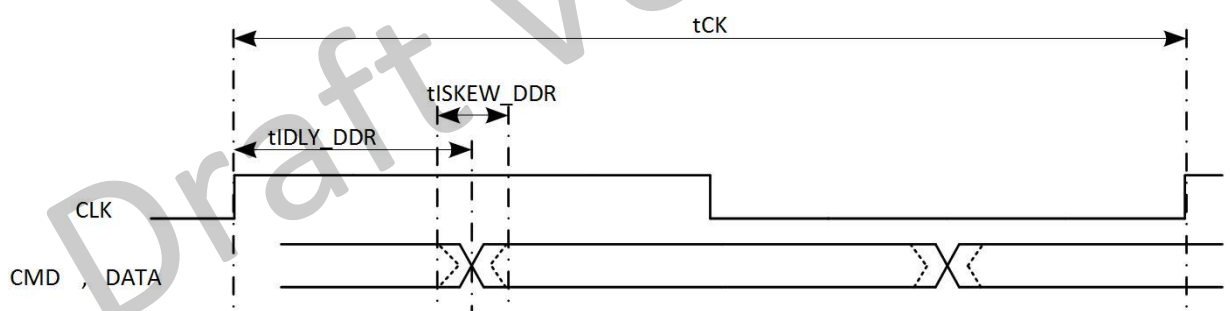 tCK
tISKEW_DDR
tIDLY_DDR
CLK
CMD , DATA
Draft